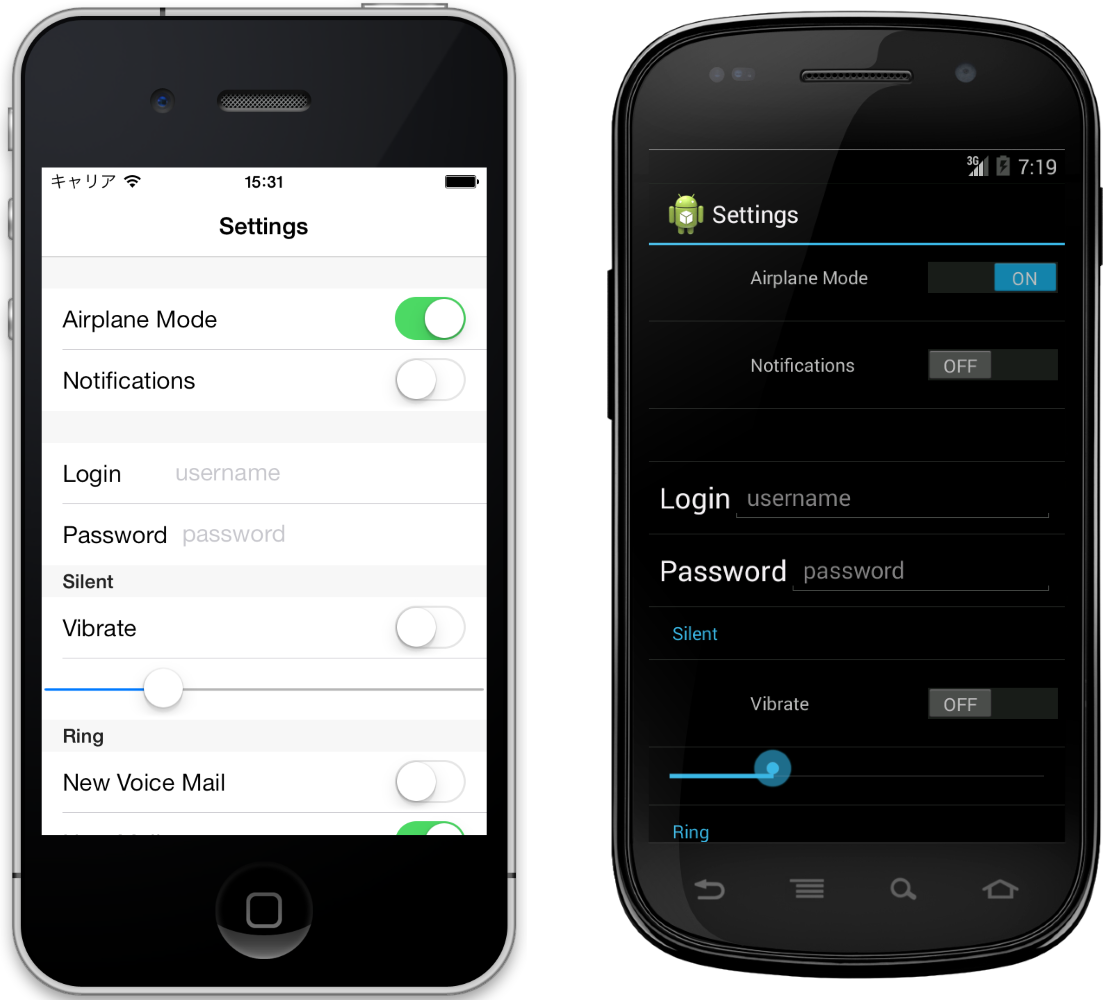 キャリア 15:31
Settings
Airplane Mode
Notifications
Login username
Password password
Silent
Vibrate
Ring
New Voice Mail
3G 7:19
Settings
Airplane Mode ON
Notifications OFF
Login username
Password password
Silent
Vibrate OFF
Ring